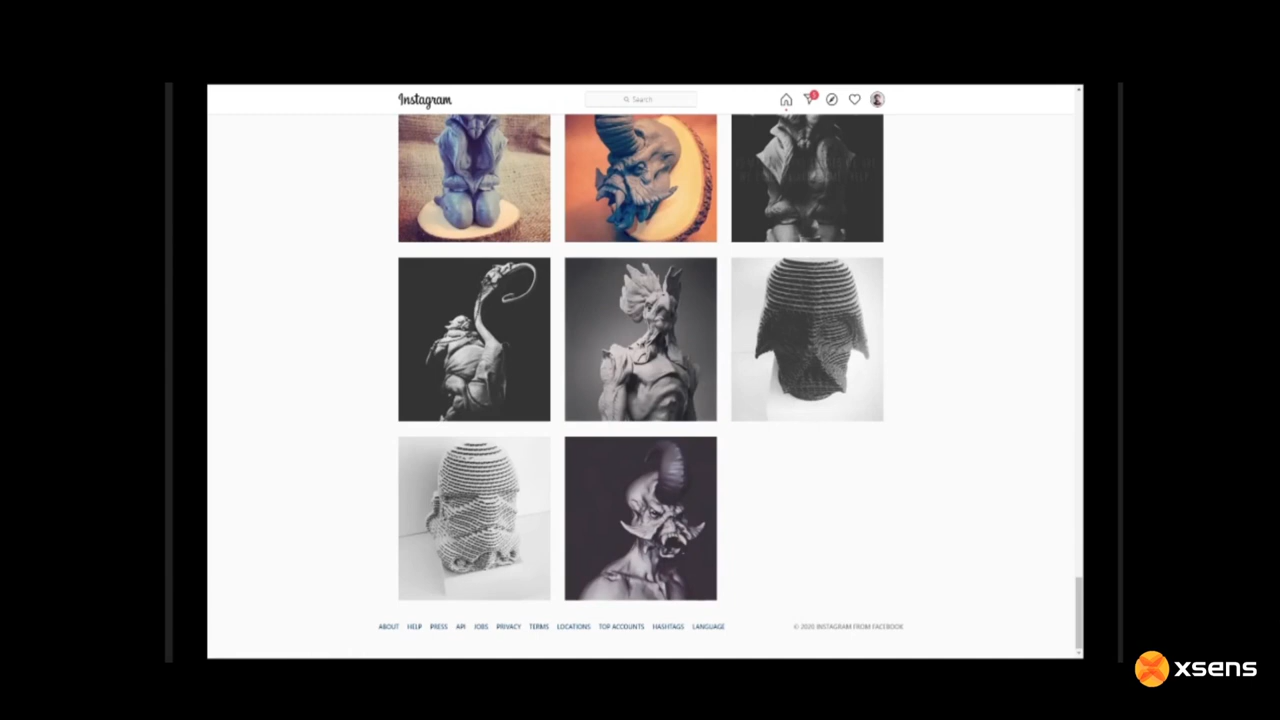 Instagram
Search
5
ABOUT HELP PRESS API JOBS PRIVACY TERMS LOCATIONS TOP ACCOUNTS HASHTAGS LANGUAGE
© 2020 INSTAGRAM FROM FACEBOOK
xsens